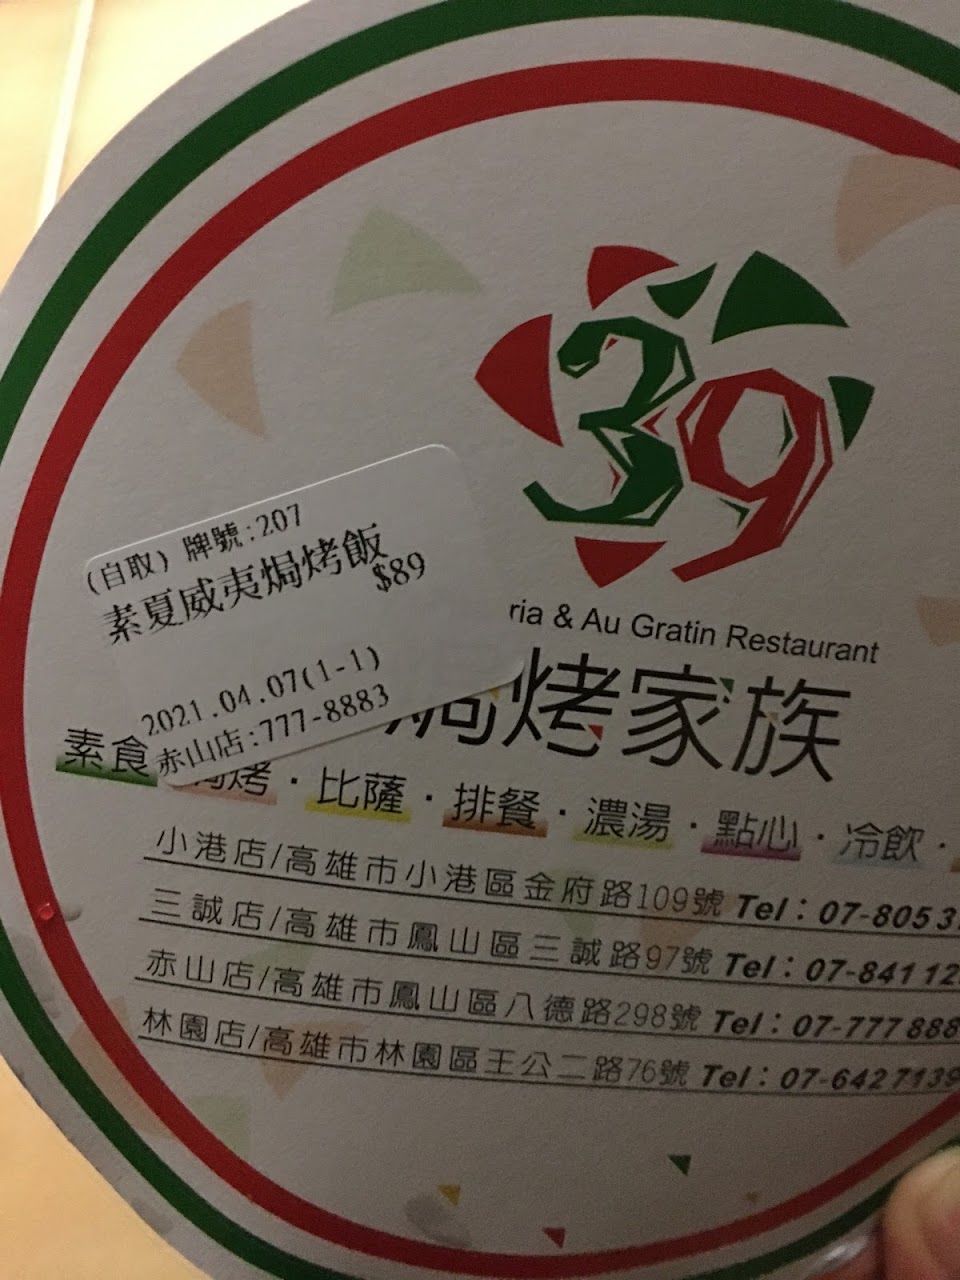 39
ria & Au Gratin Restaurant
焗烤家族
(自取) 牌號:207
素夏威夷焗烤飯
$89
2021.04.07(1-1)
赤山店:777-8883
素食 焗烤・比薩・排餐・濃湯・點心・冷飲・
小港店/高雄市小港區金府路109號 Tel：07-8053
三誠店/高雄市鳳山區三誠路97號 Tel：07-84112
赤山店/高雄市鳳山區八德路298號 Tel：07-777888
林園店/高雄市林園區王公二路76號 Tel：07-6427139